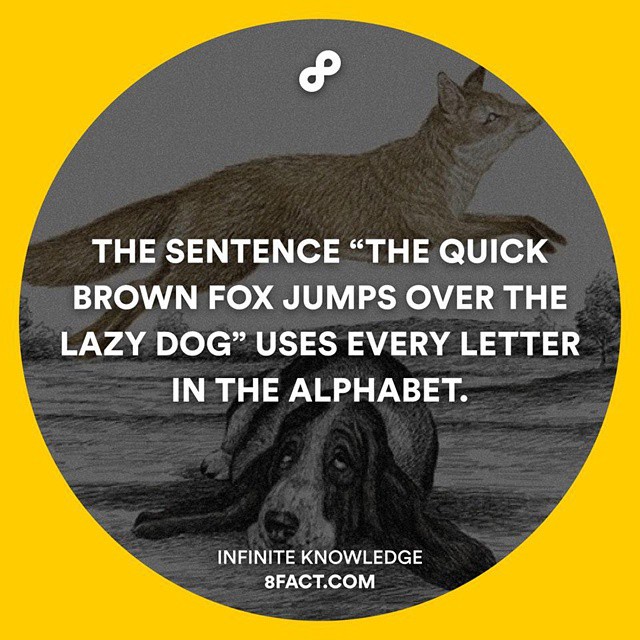 THE SENTENCE “THE QUICK
BROWN FOX JUMPS OVER THE
LAZY DOG” USES EVERY LETTER
IN THE ALPHABET.
INFINITE KNOWLEDGE
8FACT.COM